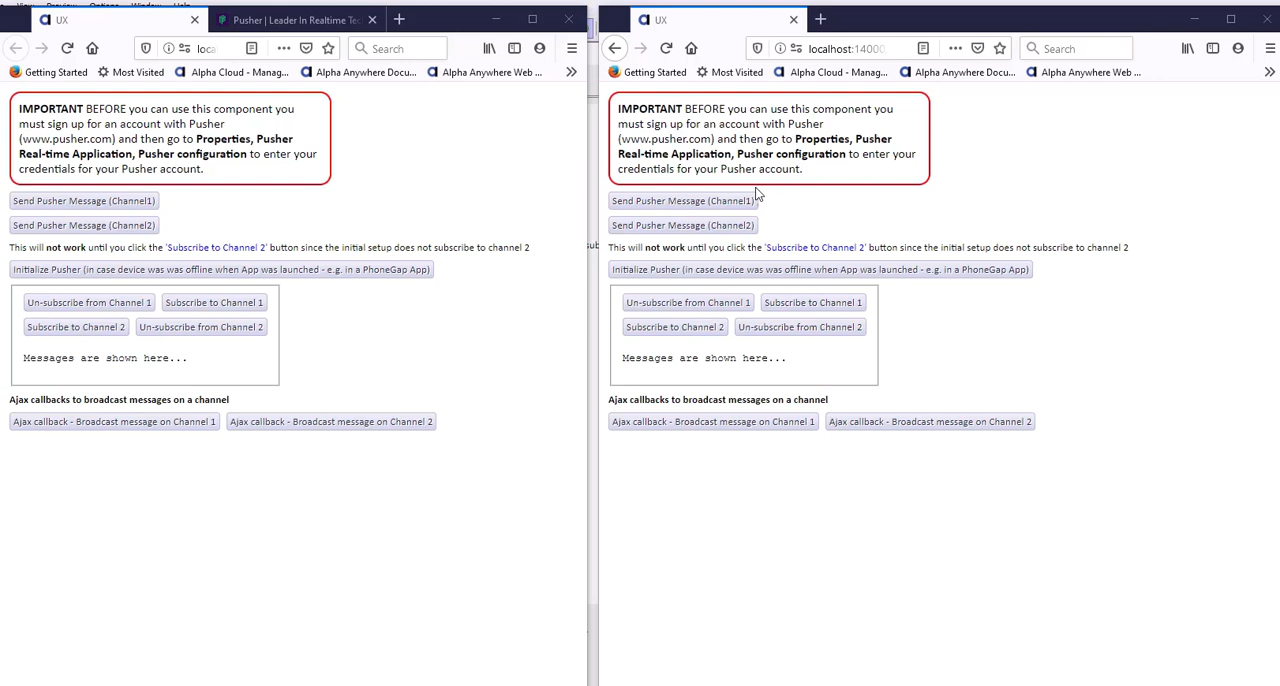 Preview Options Window Help
UX
Pusher | Leader In Realtime Tec
loca
Search
Getting Started Most Visited Alpha Cloud - Manag... Alpha Anywhere Docu... Alpha Anywhere Web ...
IMPORTANT BEFORE you can use this component you
must sign up for an account with Pusher
(www.pusher.com) and then go to Properties, Pusher
Real-time Application, Pusher configuration to enter your
credentials for your Pusher account.
Send Pusher Message (Channel1)
Send Pusher Message (Channel2)
This will not work until you click the 'Subscribe to Channel 2' button since the initial setup does not subscribe to channel 2
Initialize Pusher (in case device was was offline when App was launched - e.g. in a PhoneGap App)
Un-subscribe from Channel 1 Subscribe to Channel 1
Subscribe to Channel 2 Un-subscribe from Channel 2
Messages are shown here...
Ajax callbacks to broadcast messages on a channel
Ajax callback - Broadcast message on Channel 1 Ajax callback - Broadcast message on Channel 2
UX
localhost:14000
Search
Getting Started Most Visited Alpha Cloud - Manag... Alpha Anywhere Docu... Alpha Anywhere Web ...
IMPORTANT BEFORE you can use this component you
must sign up for an account with Pusher
(www.pusher.com) and then go to Properties, Pusher
Real-time Application, Pusher configuration to enter your
credentials for your Pusher account.
Send Pusher Message (Channel1)
Send Pusher Message (Channel2)
This will not work until you click the 'Subscribe to Channel 2' button since the initial setup does not subscribe to channel 2
Initialize Pusher (in case device was was offline when App was launched - e.g. in a PhoneGap App)
Un-subscribe from Channel 1 Subscribe to Channel 1
Subscribe to Channel 2 Un-subscribe from Channel 2
Messages are shown here...
Ajax callbacks to broadcast messages on a channel
Ajax callback - Broadcast message on Channel 1 Ajax callback - Broadcast message on Channel 2